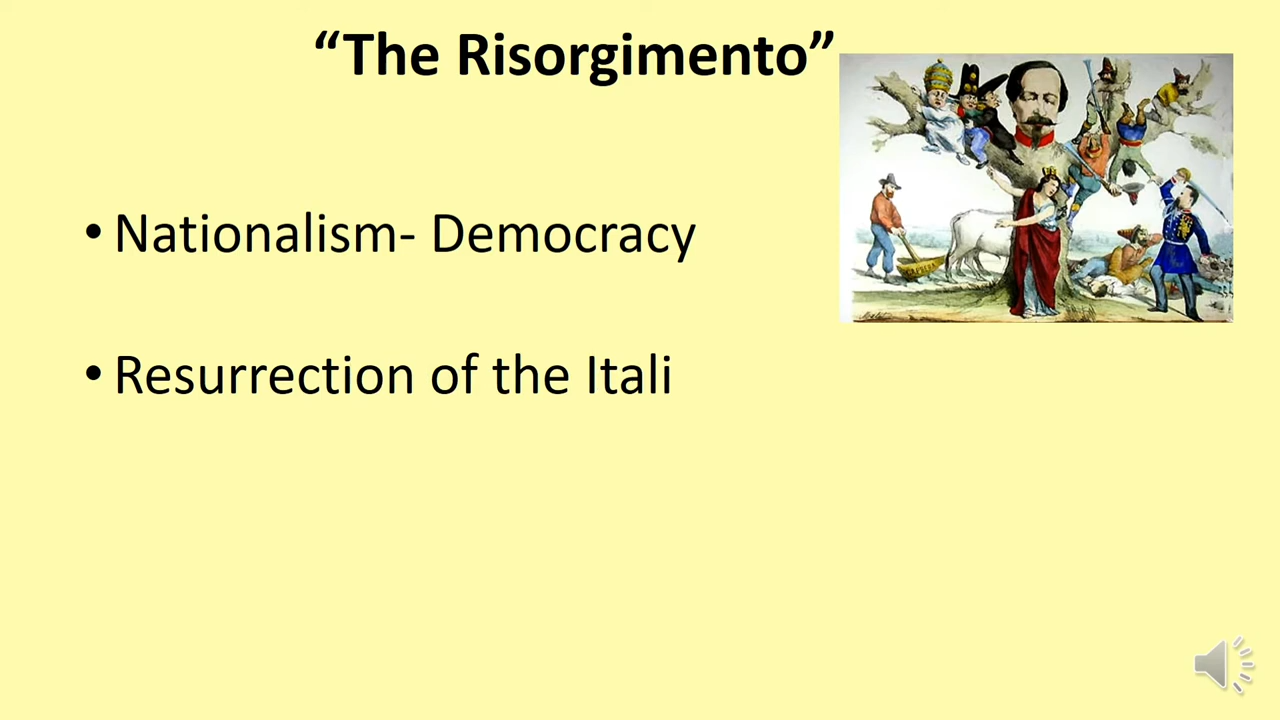 “The Risorgimento”
• Nationalism- Democracy
• Resurrection of the Itali